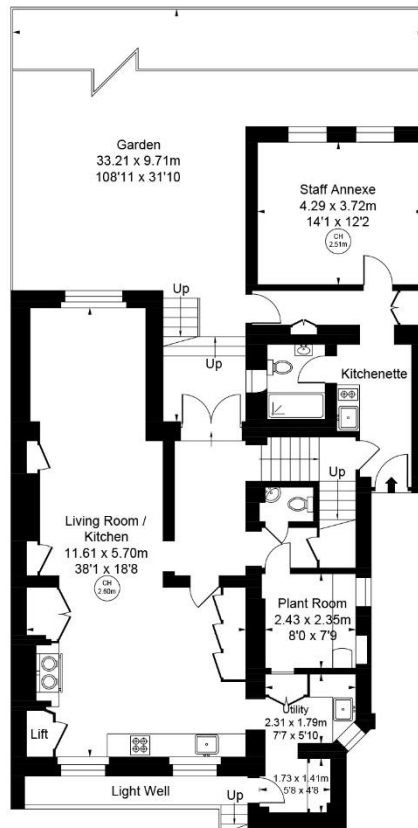 Garden
33.21 x 9.71m
108'11 x 31'10
Staff Annexe
4.29 x 3.72m
14'1 x 12'2
CH
2.51m
Up
Up
Kitchenette
Up
Living Room /
Kitchen
11.61 x 5.70m
38'1 x 18'8
CH
2.60m
Plant Room
2.43 x 2.35m
8'0 x 7'9
Utility
2.31 x 1.79m
7'7 x 5'10
Lift
1.73 x 1.41m
5'8 x 4'8
Light Well
Up